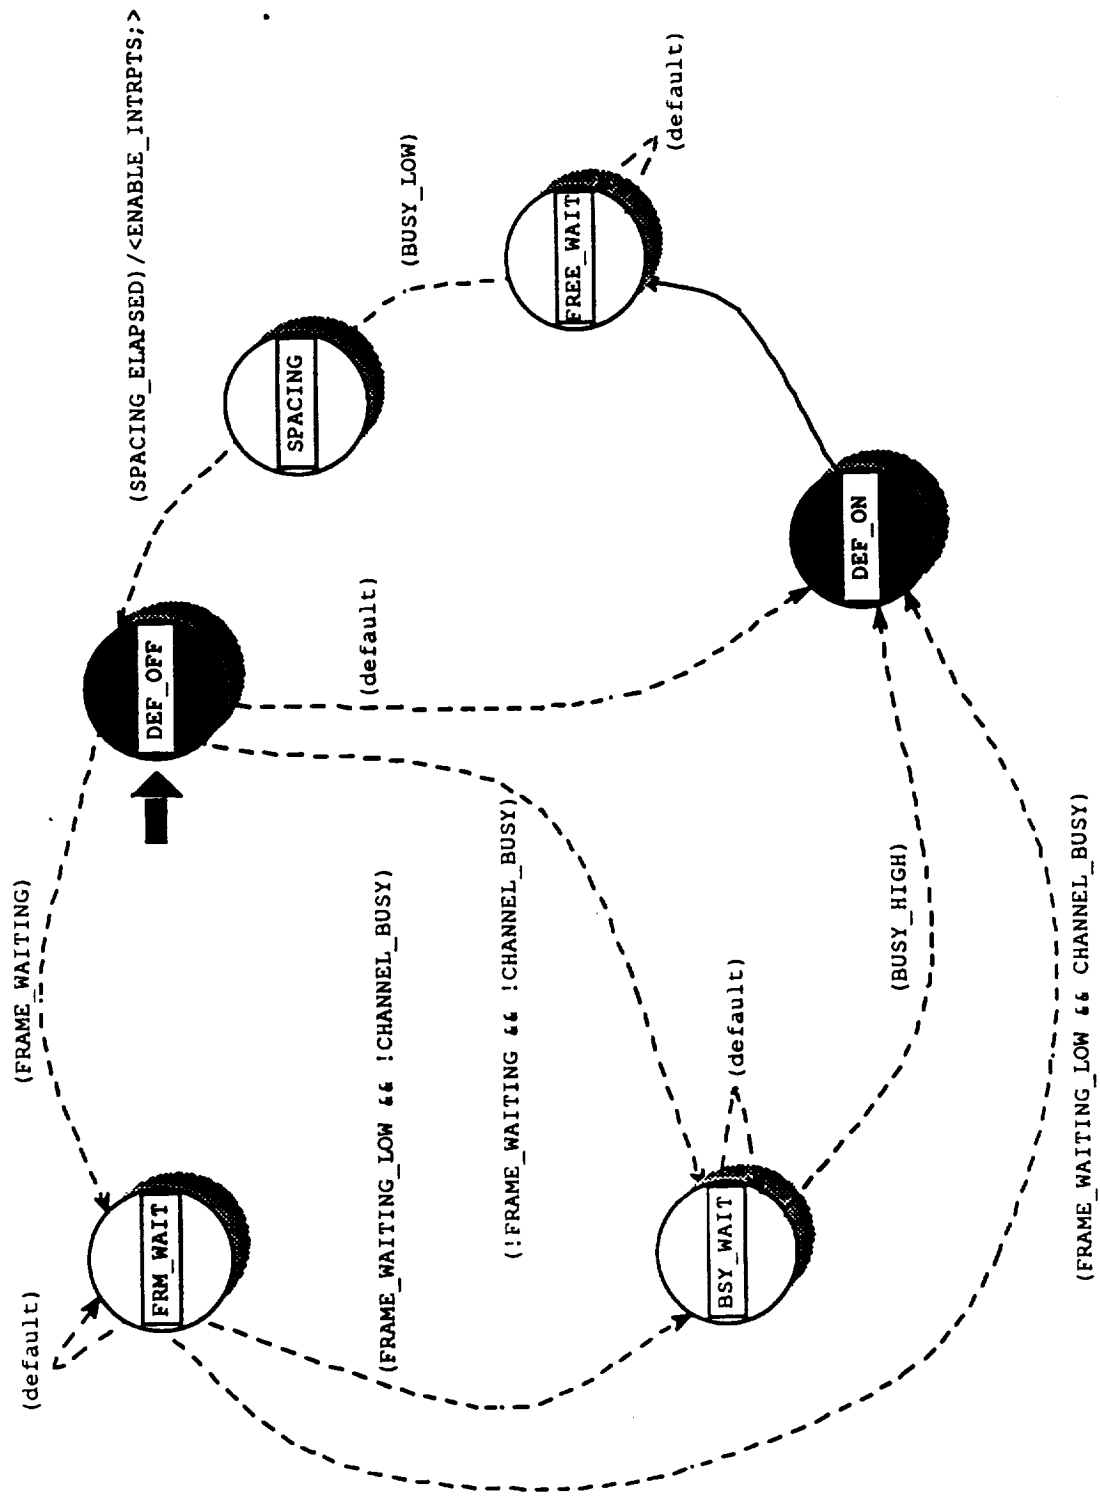 (default)
FRM_WAIT
(FRAME_WAITING)
DEF_OFF
(SPACING_ELAPSED)/<ENABLE_INTRPTS;>
(FRAME_WAITING_LOW && !CHANNEL_BUSY)
(default)
SPACING
(BUSY_LOW)
(!FRAME_WAITING && !CHANNEL_BUSY)
FREE_WAIT
(default)
BSY_WAIT
(default)
(BUSY_HIGH)
DEF_ON
(FRAME_WAITING_LOW && CHANNEL_BUSY)